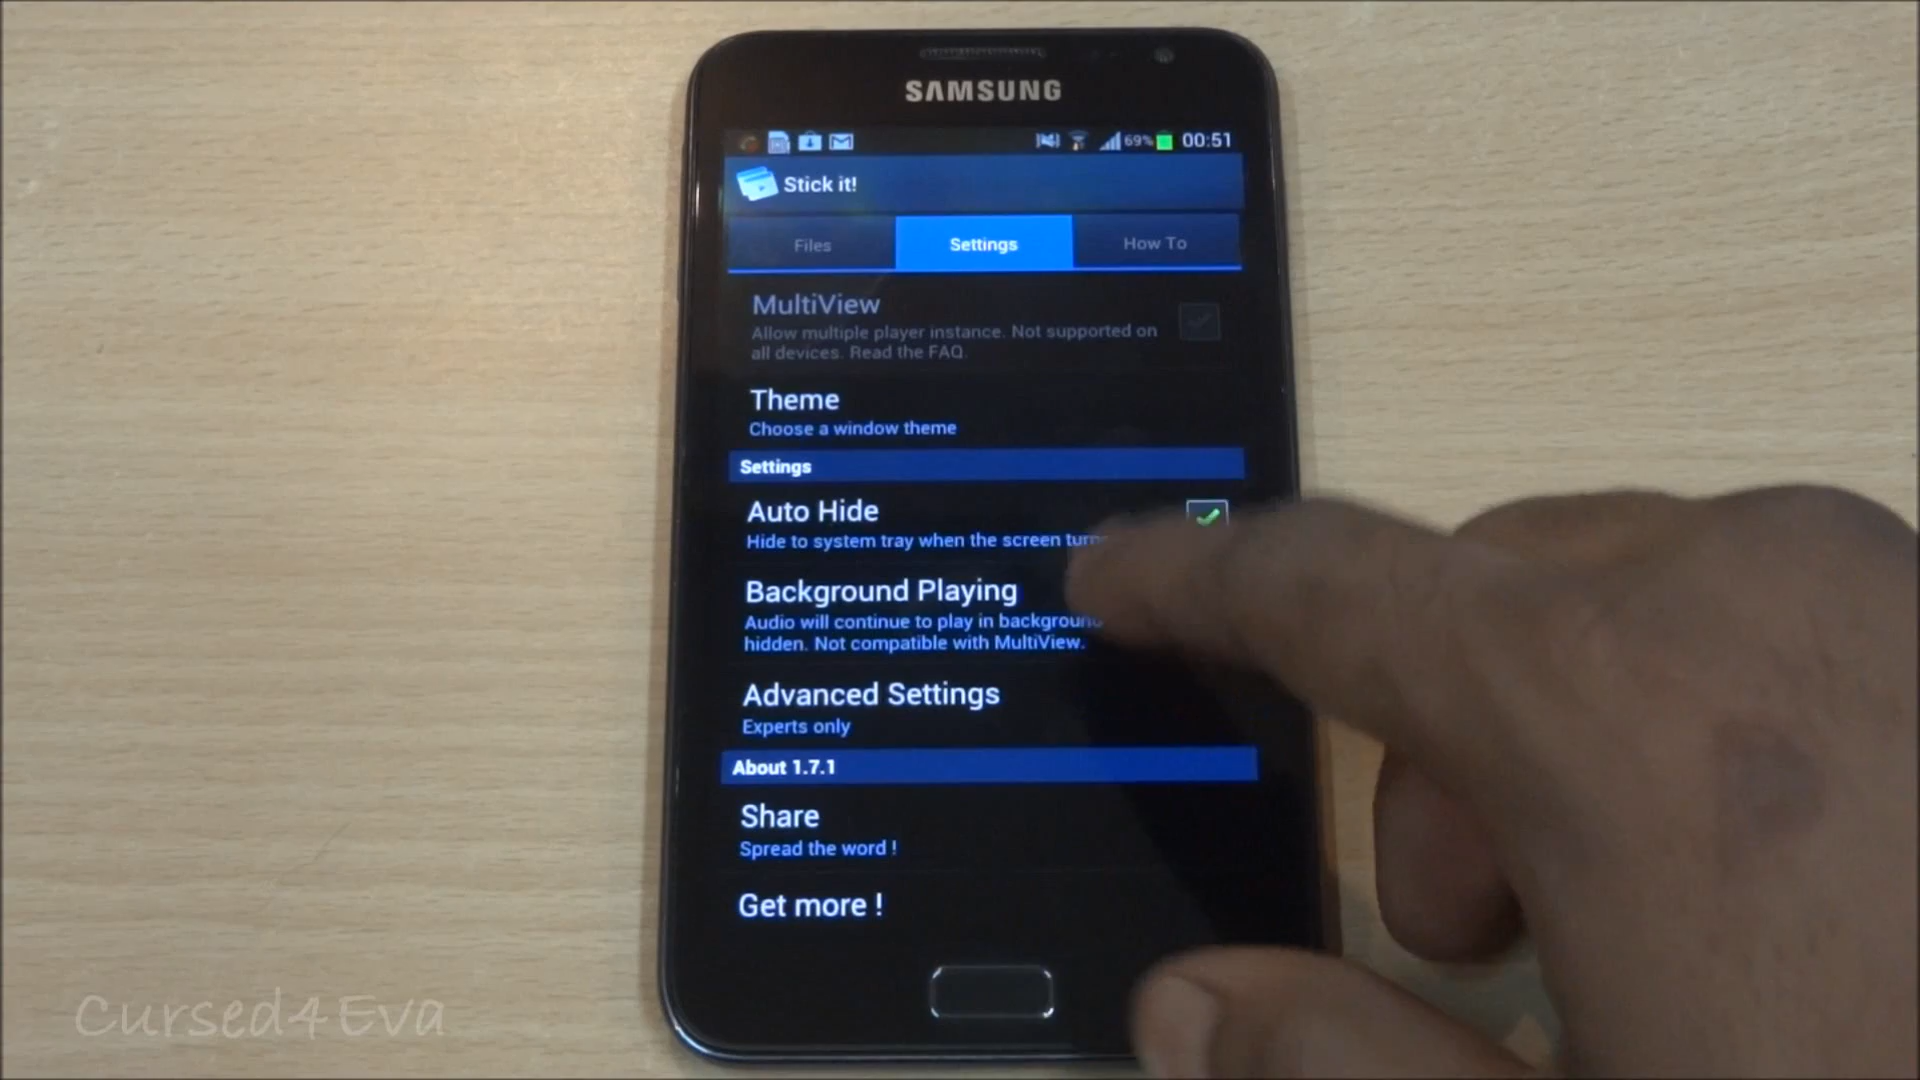 SAMSUNG
69% 00:51
Stick it!
Files Settings How To
MultiView
Allow multiple player instance. Not supported on
all devices. Read the FAQ.
Theme
Choose a window theme
Settings
Auto Hide
Hide to system tray when the screen turns
Background Playing
Audio will continue to play in background
hidden. Not compatible with MultiView.
Advanced Settings
Experts only
About 1.7.1
Share
Spread the word !
Get more !
Cursed4Eva